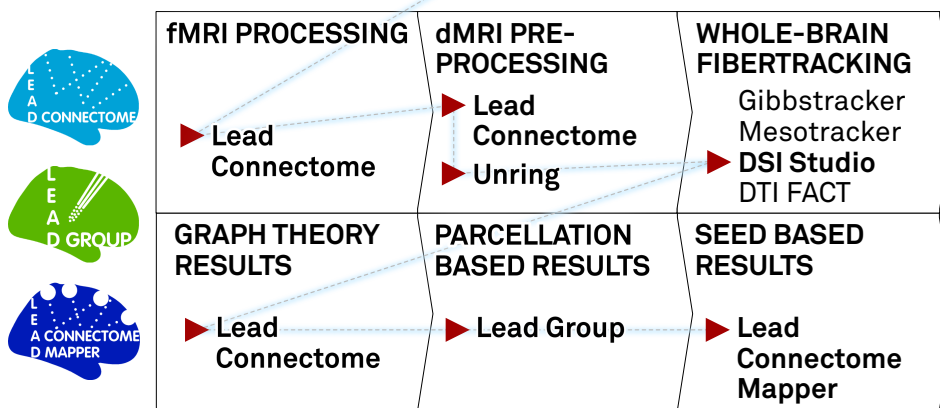 fMRI PROCESSING
dMRI PRE-
PROCESSING
WHOLE-BRAIN
FIBERTRACKING
Lead
Connectome
Lead
Connectome
Unring
Gibbstracker
Mesotracker
DSI Studio
DTI FACT
GRAPH THEORY
RESULTS
PARCELLATION
BASED RESULTS
SEED BASED
RESULTS
Lead
Connectome
Lead Group
Lead
Connectome
Mapper
L
E
A
D CONNECTOME
L
E
A
D GROUP
L
E
A CONNECTOME
D MAPPER